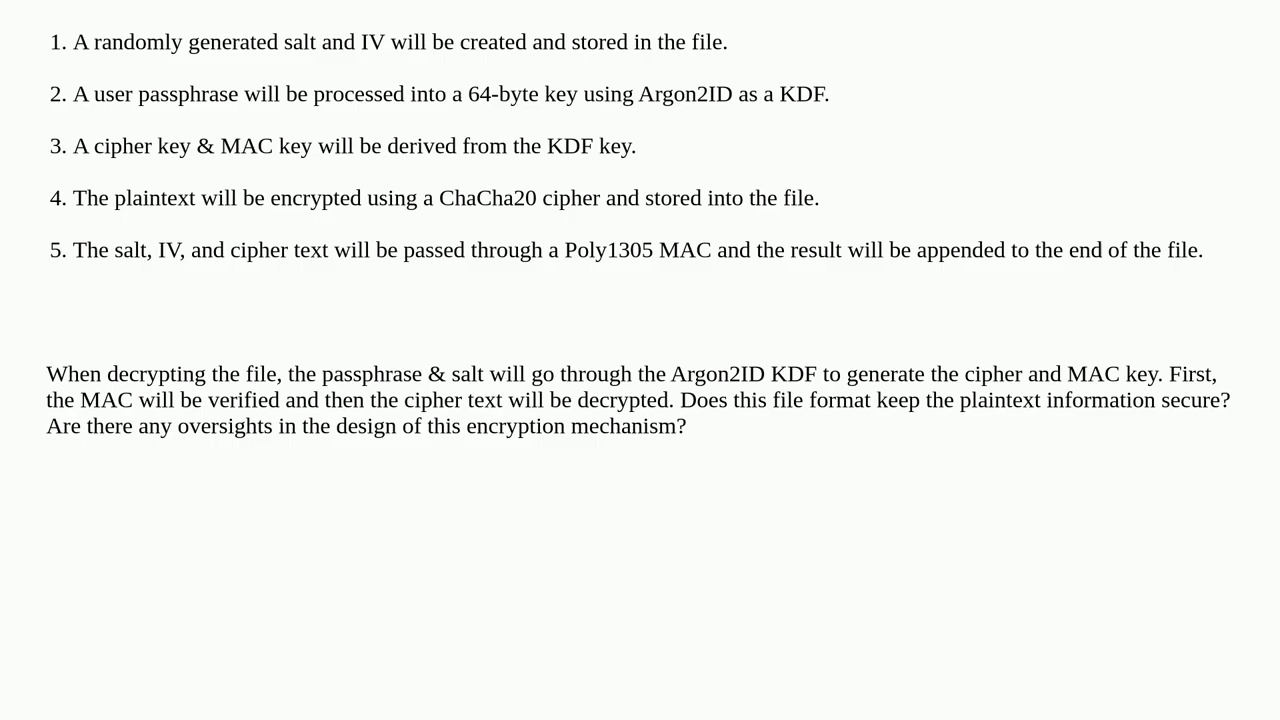 1. A randomly generated salt and IV will be created and stored in the file.
2. A user passphrase will be processed into a 64-byte key using Argon2ID as a KDF.
3. A cipher key & MAC key will be derived from the KDF key.
4. The plaintext will be encrypted using a ChaCha20 cipher and stored into the file.
5. The salt, IV, and cipher text will be passed through a Poly1305 MAC and the result will be appended to the end of the file.
When decrypting the file, the passphrase & salt will go through the Argon2ID KDF to generate the cipher and MAC key. First,
the MAC will be verified and then the cipher text will be decrypted. Does this file format keep the plaintext information secure?
Are there any oversights in the design of this encryption mechanism?